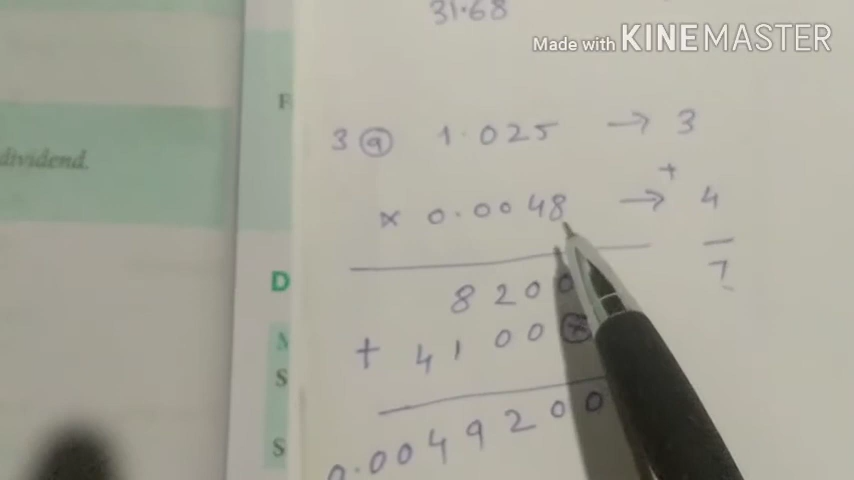 31.68
Made with KINEMASTER
dividend.
F
3 (a) 1.025 → 3
+
× 0.0048 → 4
7
D
8200
S
+ 4100
S
0.0049200